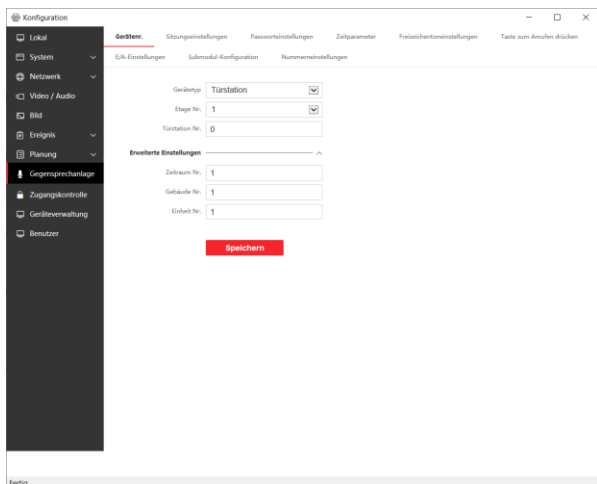 Konfiguration
Lokal
System
Netzwerk
Video / Audio
Bild
Ereignis
Planung
Gegensprechanlage
Zugangskontrolle
Geräteverwaltung
Benutzer
Gerätenr. Sitzungseinstellungen Passworteinstellungen Zeitparameter Freizeichentoneinstellungen Taste zum Anrufen drücken
E/A-Einstellungen Submodul-Konfiguration Nummerneinstellungen
Gerätetyp Türstation
Etage Nr. 1
Türstation Nr. 0
Erweiterte Einstellungen
Zeitraum Nr. 1
Gebäude Nr. 1
Einheit Nr. 1
Speichern
Fertig